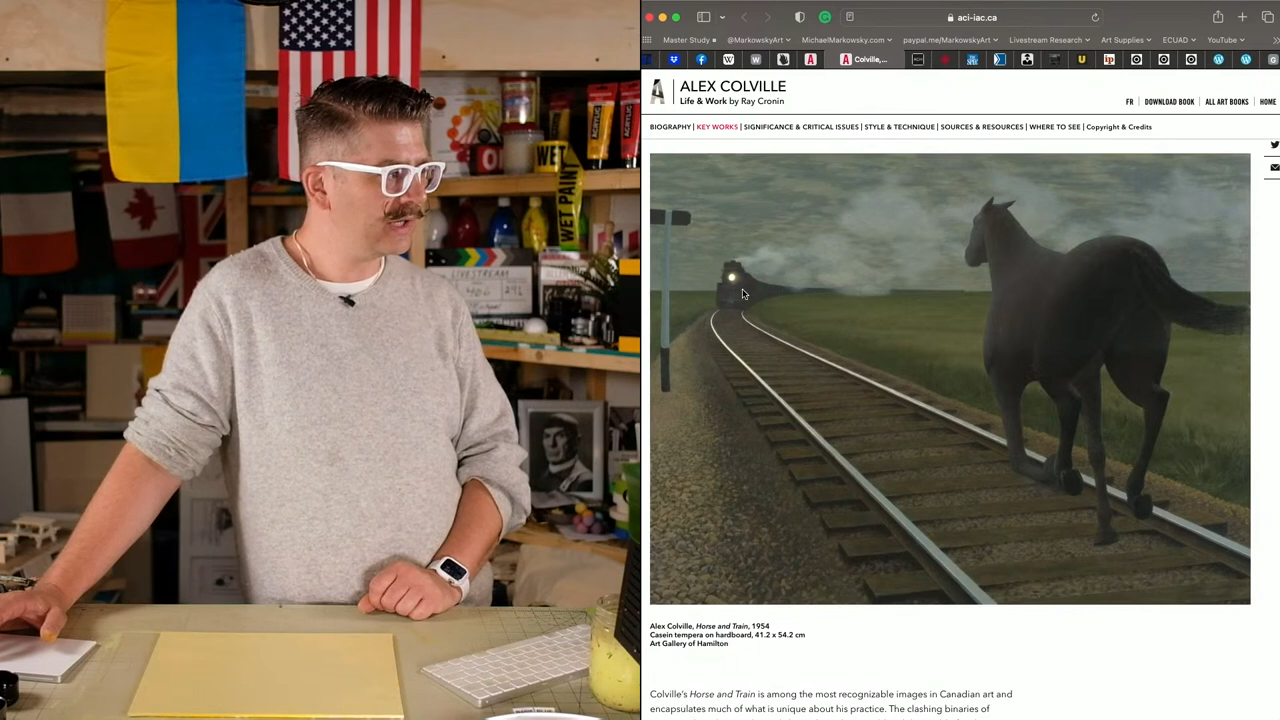 aci-iac.ca
Master Study
@MarkowskyArt
MichaelMarkowsky.com
paypal.me/MarkowskyArt
Livestream Research
Art Supplies
ECUAD
YouTube
Colville,...
ALEX COLVILLE
Life & Work by Ray Cronin
FR | DOWNLOAD BOOK | ALL ART BOOKS | HOME
BIOGRAPHY | KEY WORKS | SIGNIFICANCE & CRITICAL ISSUES | STYLE & TECHNIQUE | SOURCES & RESOURCES | WHERE TO SEE | Copyright & Credits
Alex Colville, Horse and Train, 1954
Casein tempera on hardboard, 41.2 x 54.2 cm
Art Gallery of Hamilton
Colville's Horse and Train is among the most recognizable images in Canadian art and
encapsulates much of what is unique about his practice. The clashing binaries of
ACRYLIC
ACRYLIC
WET
WET PAINT
LIVESTREAM